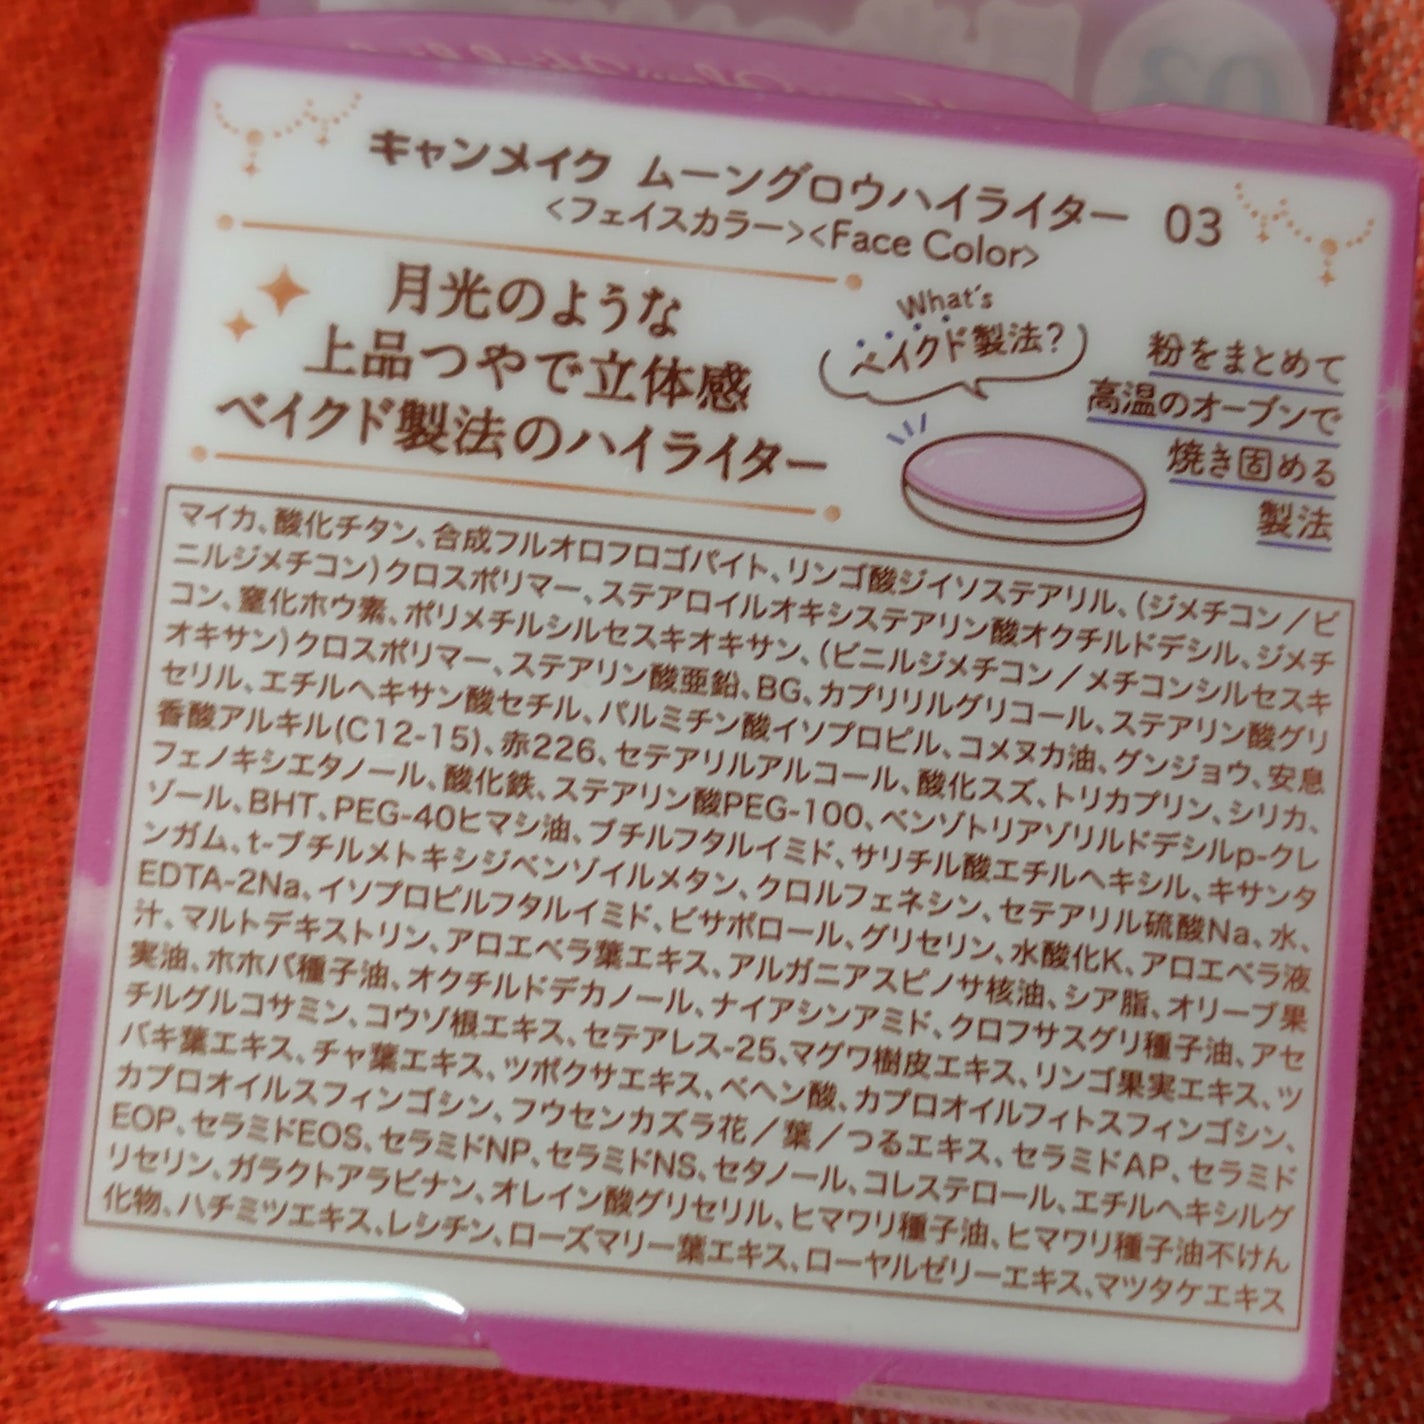 キャンメイク ムーングロウハイライター 03
<フェイスカラー><Face Color>
月光のような
上品つやで立体感
ベイクド製法のハイライター
What's
ベイクド製法?
粉をまとめて
高温のオーブンで
焼き固める
製法
マイカ、酸化チタン、合成フルオロフロゴパイト、リンゴ酸ジイソステアリル、(ジメチコン／ビ
ニルジメチコン)クロスポリマー、ステアロイルオキシステアリン酸オクチルドデシル、ジメチ
コン、窒化ホウ素、ポリメチルシルセスキオキサン、(ビニルジメチコン／メチコンシルセスキ
オキサン)クロスポリマー、ステアリン酸亜鉛、BG、カプリリルグリコール、ステアリン酸グリ
セリル、エチルヘキサン酸セチル、パルミチン酸イソプロピル、コメヌカ油、グンジョウ、安息
香酸アルキル(C12-15)、赤226、セテアリルアルコール、酸化スズ、トリカプリン、シリカ、
フェノキシエタノール、酸化鉄、ステアリン酸PEG-100、ベンゾトリアゾリルドデシルp-クレ
ゾール、BHT、PEG-40ヒマシ油、ブチルフタルイミド、サリチル酸エチルヘキシル、キサンタ
ンガム、t-ブチルメトキシジベンゾイルメタン、クロルフェネシン、セテアリル硫酸Na、水、
EDTA-2Na、イソプロピルフタルイミド、ビサボロール、グリセリン、水酸化K、アロエベラ液
汁、マルトデキストリン、アロエベラ葉エキス、アルガニアスピノサ核油、シア脂、オリーブ果
実油、ホホバ種子油、オクチルドデカノール、ナイアシンアミド、クロフサスグリ種子油、アセ
チルグルコサミン、コウゾ根エキス、セテアレス-25、マグワ樹皮エキス、リンゴ果実エキス、ツ
バキ葉エキス、チャ葉エキス、ツボクサエキス、ベヘン酸、カプロオイルフィトスフィンゴシン、
カプロオイルスフィンゴシン、フウセンカズラ花／葉／つるエキス、セラミドAP、セラミド
EOP、セラミドEOS、セラミドNP、セラミドNS、セタノール、コレステロール、エチルヘキシルグ
リセリン、ガラクトアラビナン、オレイン酸グリセリル、ヒマワリ種子油、ヒマワリ種子油不けん
化物、ハチミツエキス、レシチン、ローズマリー葉エキス、ローヤルゼリーエキス、マツタケエキス